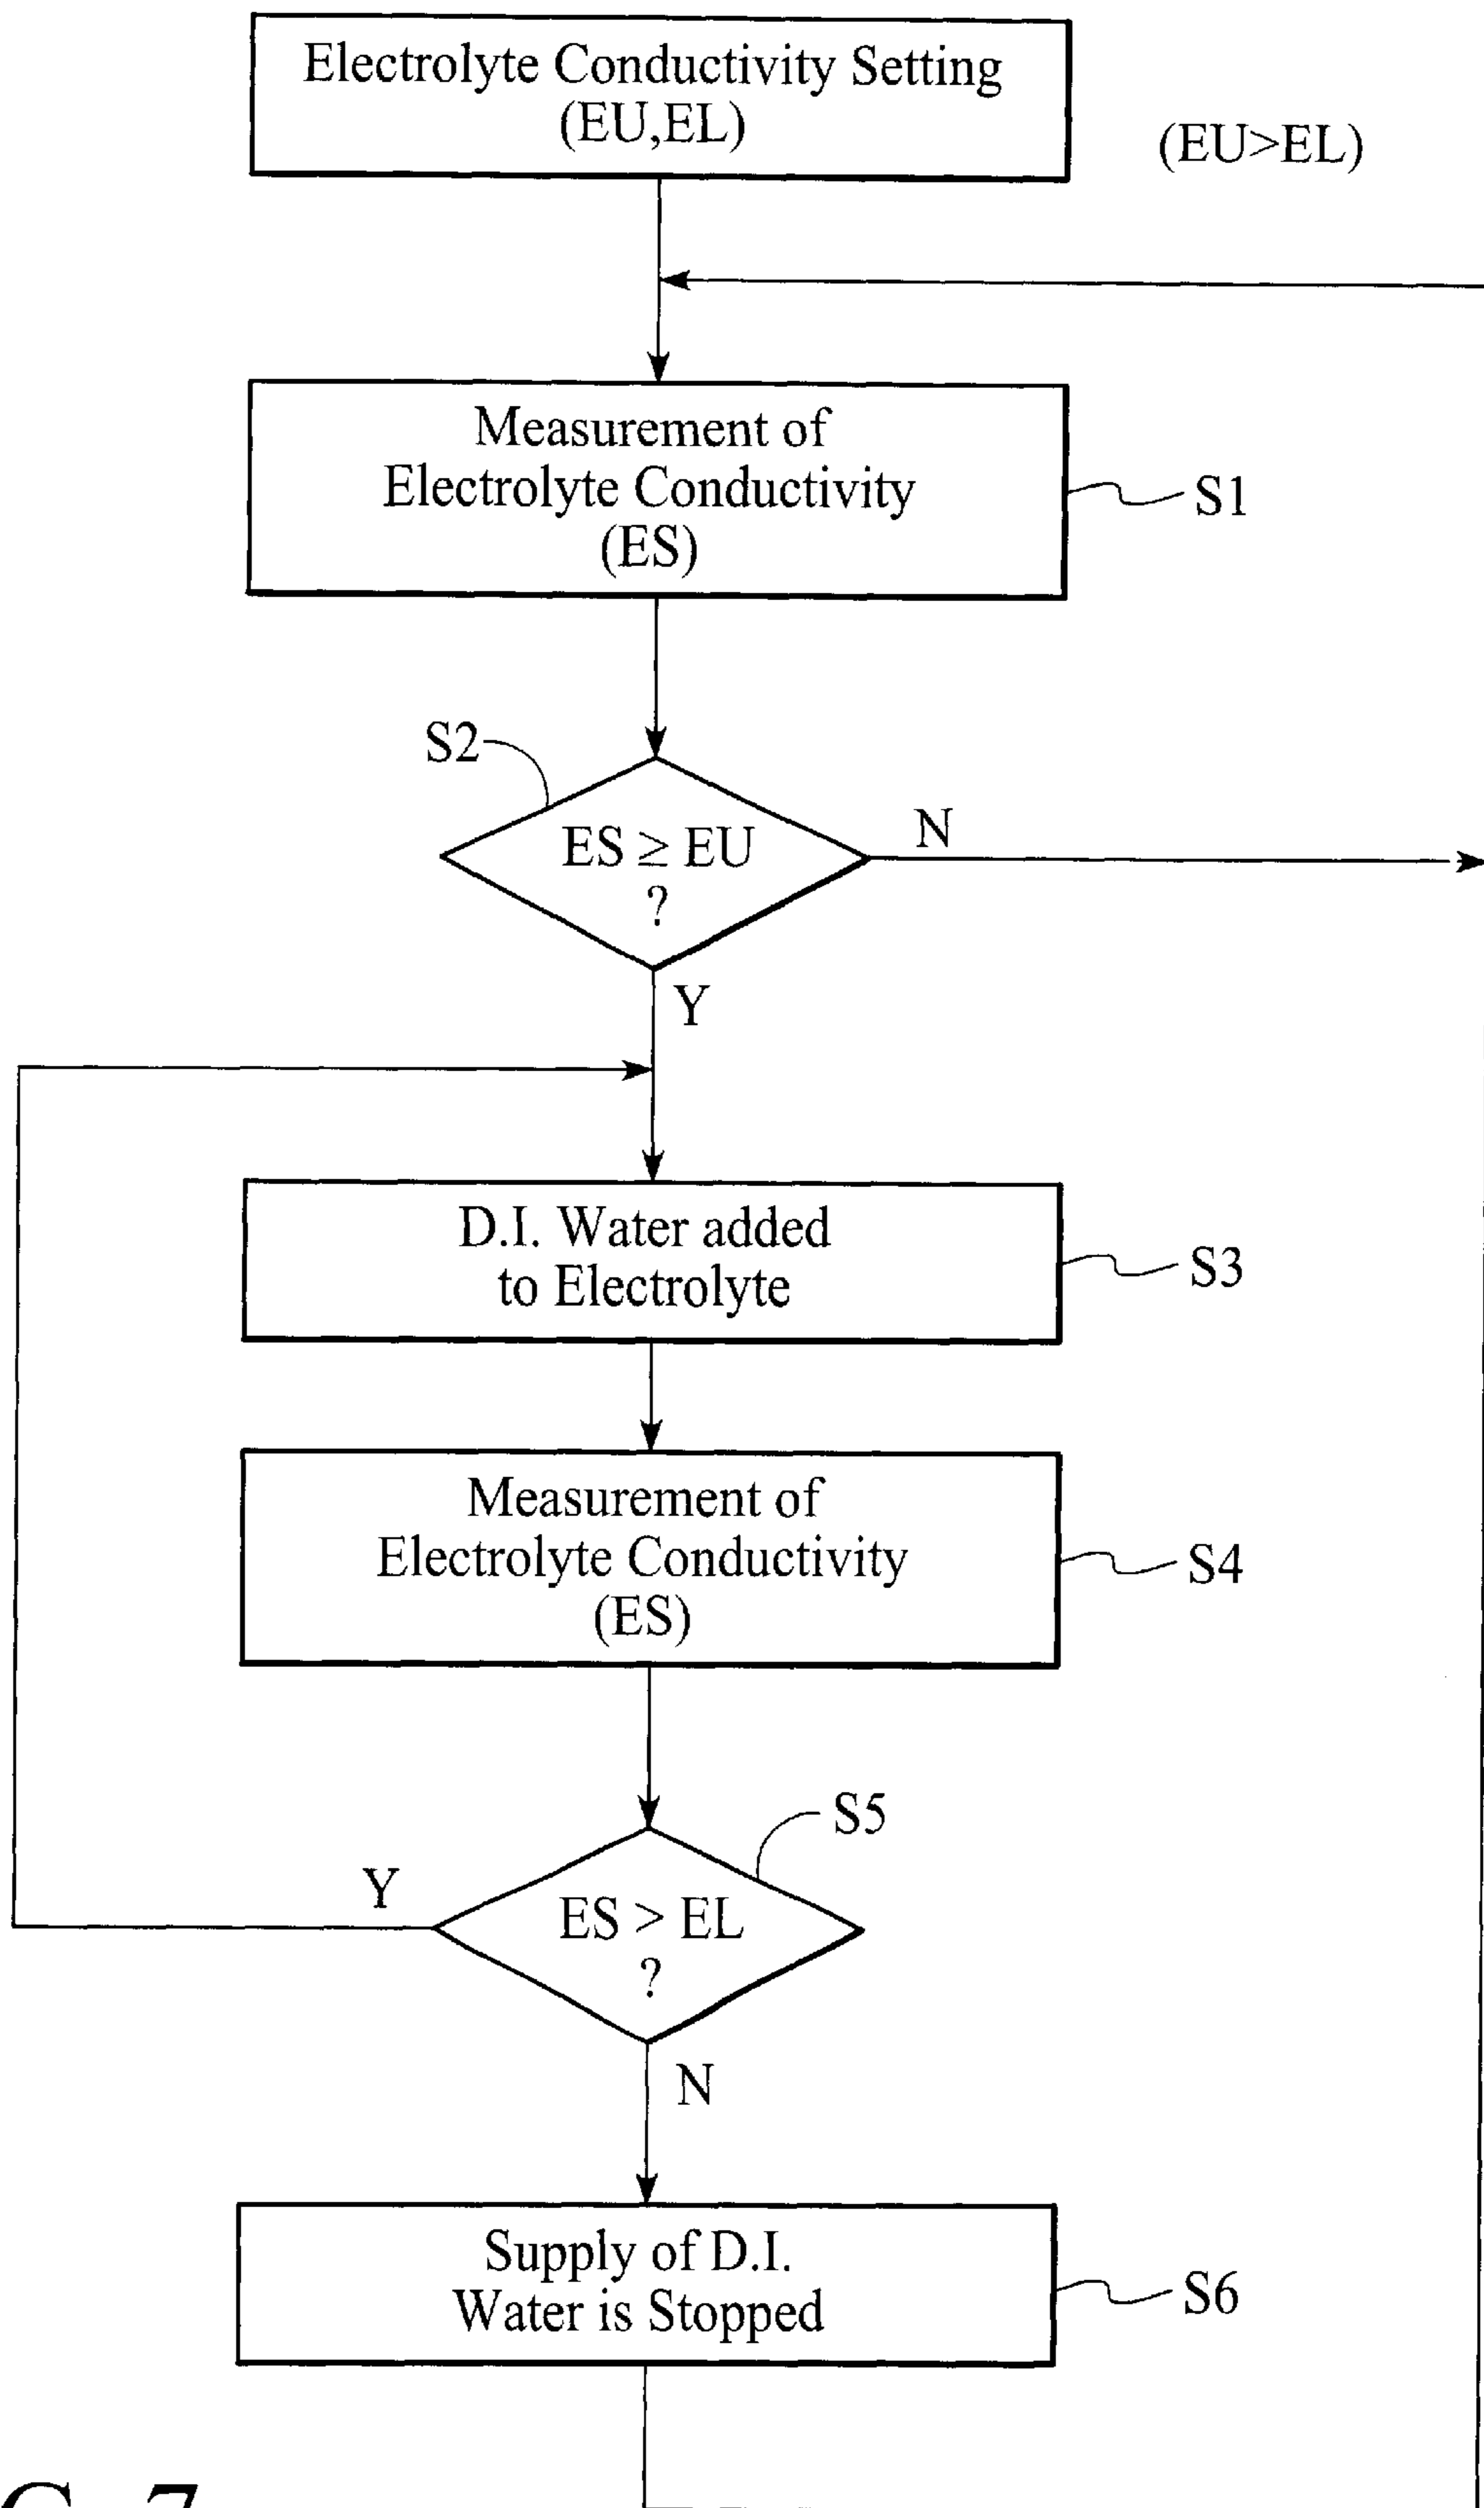 Electrolyte Conductivity Setting
(EU,EL)
(EU>EL)
Measurement of
Electrolyte Conductivity
(ES)
S1
S2
ES ≥ EU
?
N
Y
D.I. Water added
to Electrolyte
S3
Measurement of
Electrolyte Conductivity
(ES)
S4
S5
Y
ES > EL
?
N
Supply of D.I.
Water is Stopped
S6
G. 7